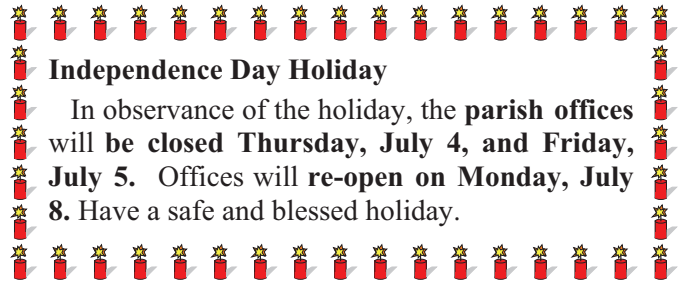 Independence Day Holiday
In observance of the holiday, the parish offices
will be closed Thursday, July 4, and Friday,
July 5. Offices will re-open on Monday, July
8. Have a safe and blessed holiday.